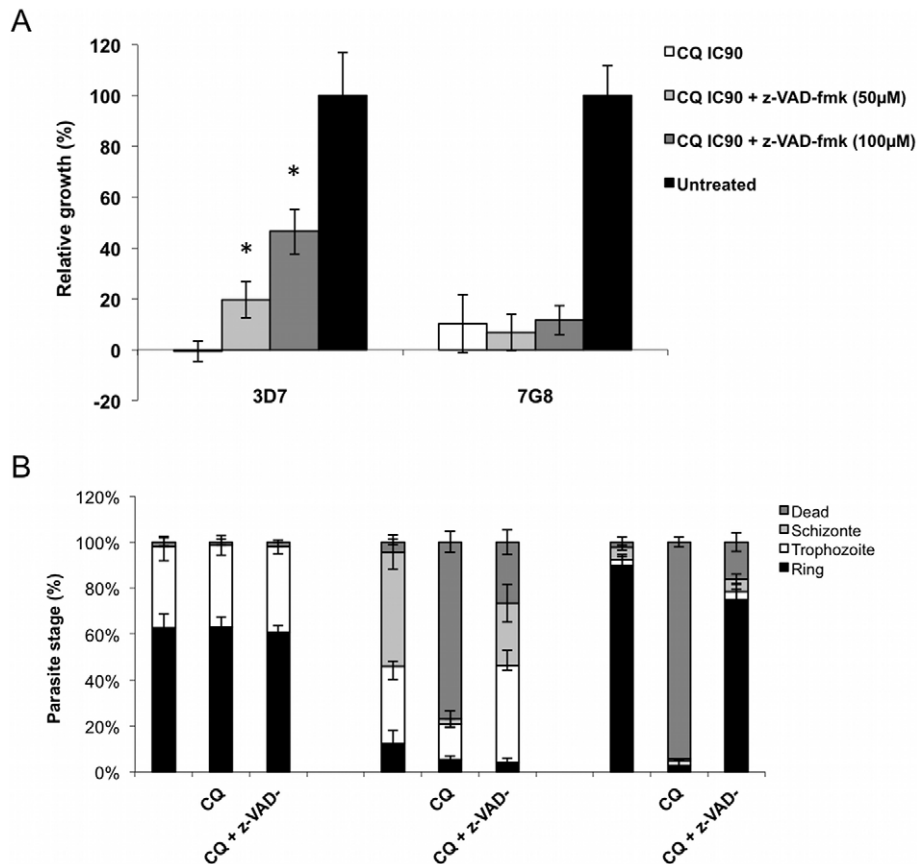 A
120
100
80
60
40
20
0
-20
Relative growth (%)
* *
3D7 7G8
CQ IC90
CQ IC90 + z-VAD-fmk (50µM)
CQ IC90 + z-VAD-fmk (100µM)
Untreated
B
120%
100%
80%
60%
40%
20%
0%
Parasite stage (%)
CQ
CQ + z-VAD-
CQ
CQ + z-VAD-
CQ
CQ + z-VAD-
Dead
Schizonte
Trophozoite
Ring